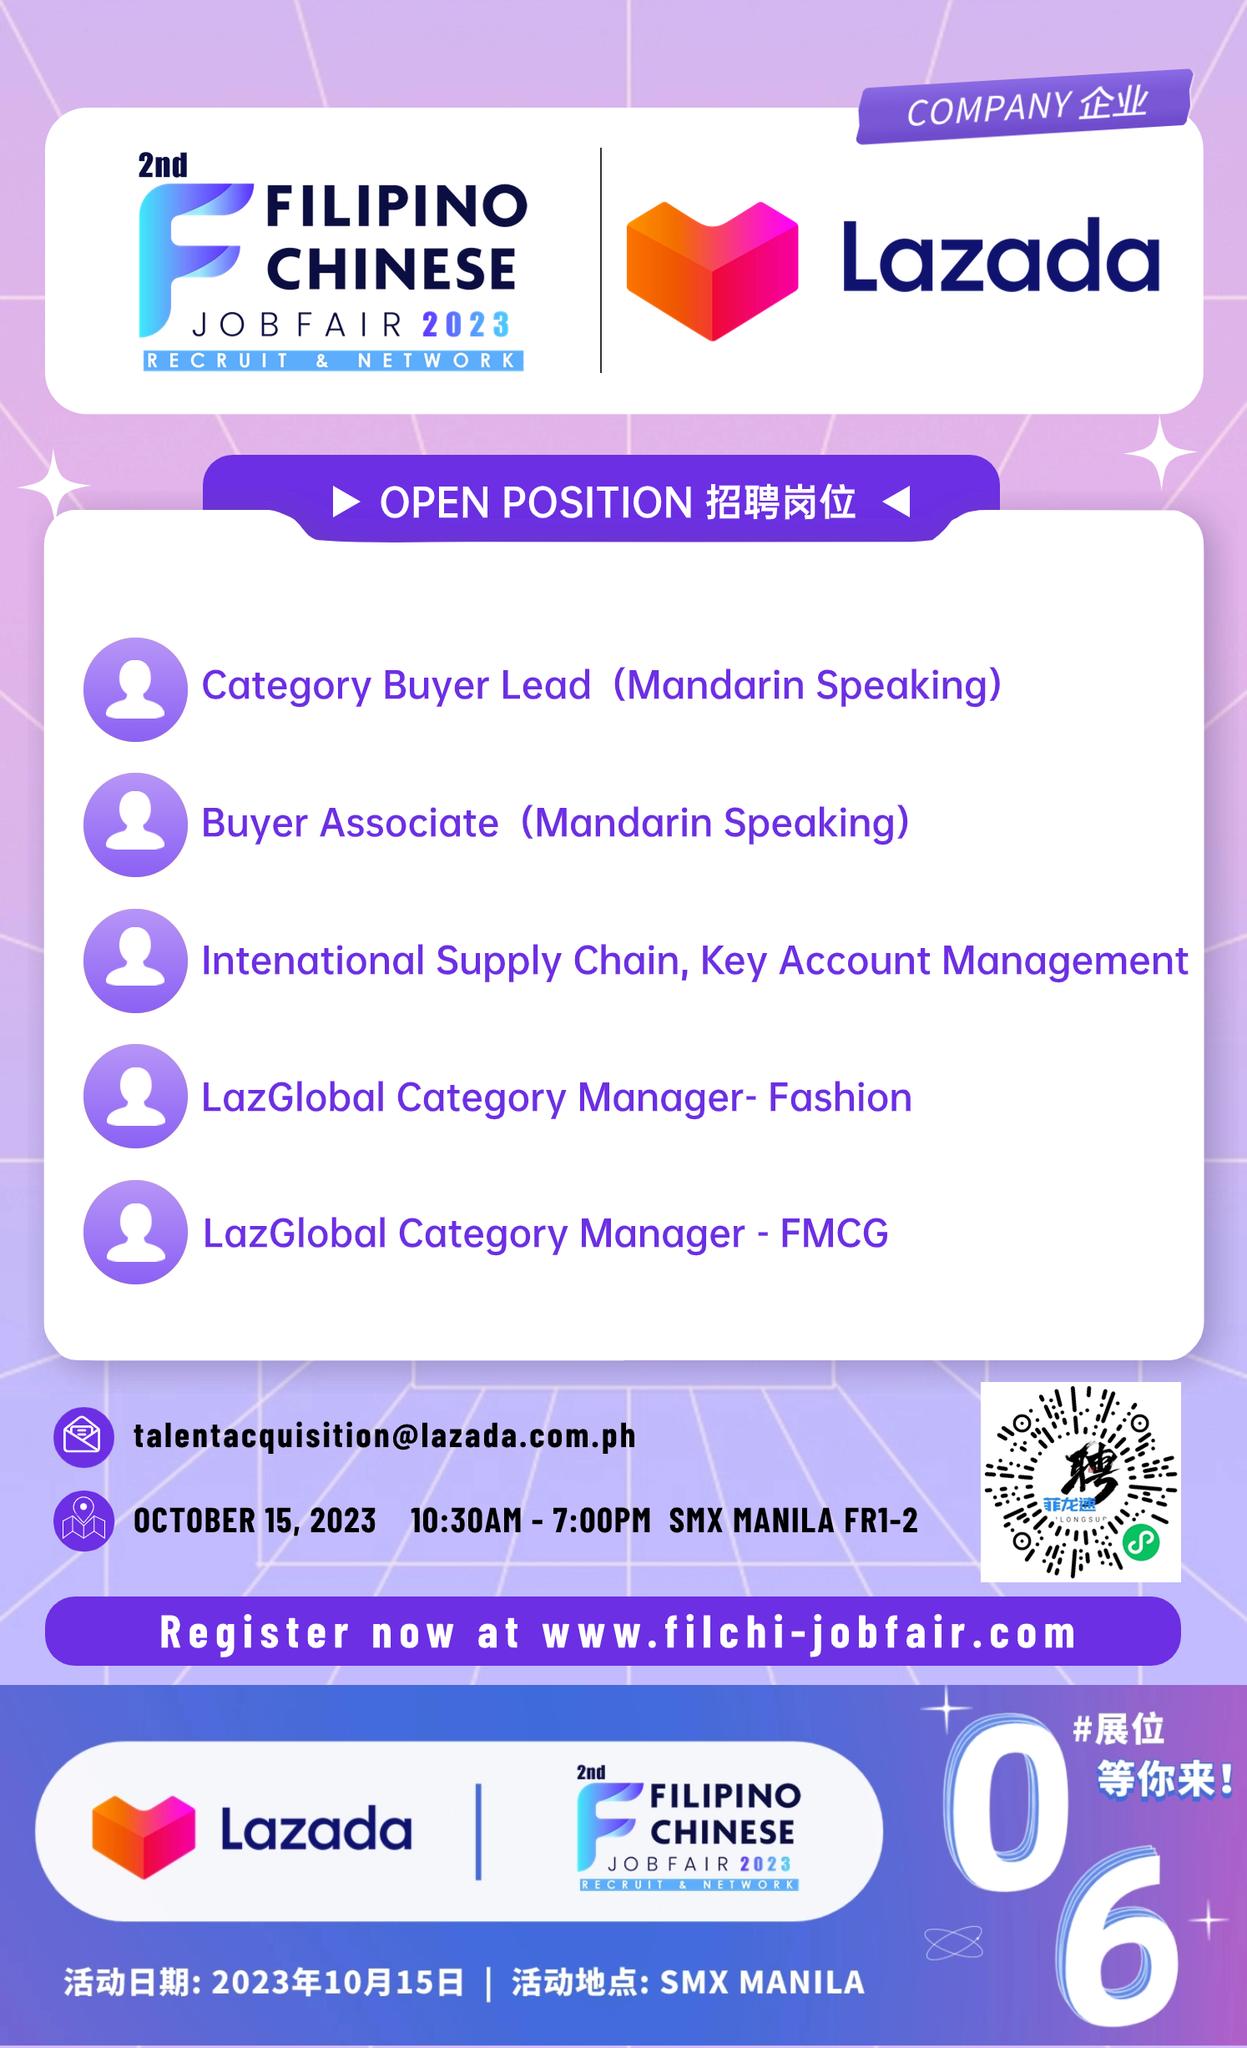 COMPANY 企业
2nd
FILIPINO
CHINESE
JOBFAIR 2023
RECRUIT & NETWORK
Lazada
OPEN POSITION 招聘岗位
Category Buyer Lead（Mandarin Speaking）
Buyer Associate（Mandarin Speaking）
Intenational Supply Chain, Key Account Management
LazGlobal Category Manager- Fashion
LazGlobal Category Manager - FMCG
talentacquisition@lazada.com.ph
OCTOBER 15, 2023 10:30AM - 7:00PM SMX MANILA FR1-2
聘
菲龙速
Register now at www.filchi-jobfair.com
Lazada
2nd
FILIPINO
CHINESE
JOBFAIR 2023
RECRUIT & NETWORK
06
#展位
等你来!
活动日期: 2023年10月15日 | 活动地点: SMX MANILA